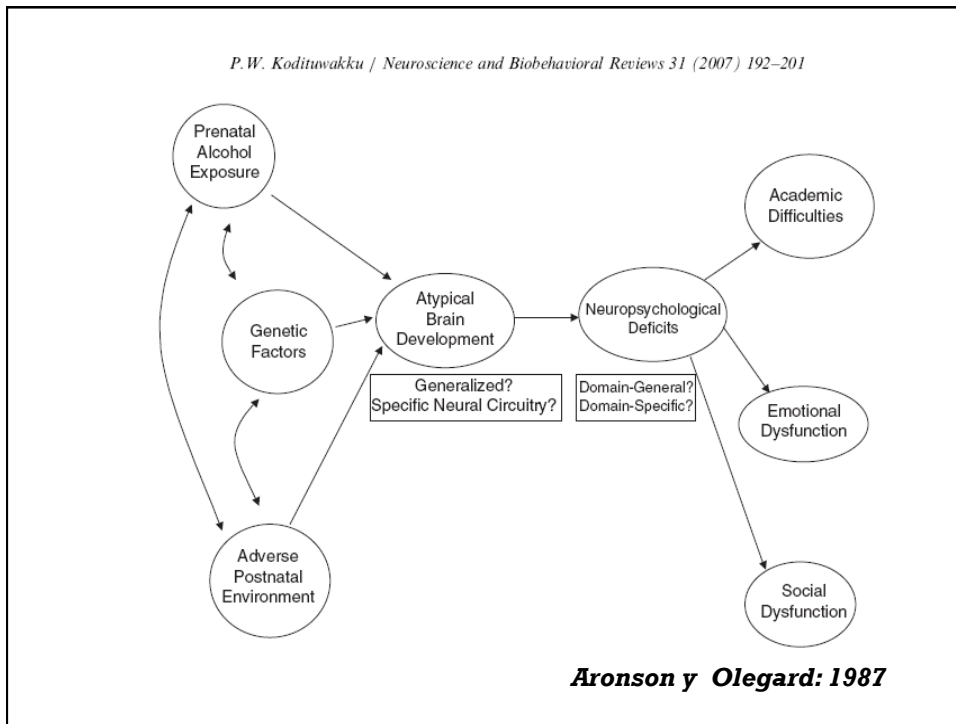 P.W. Kodituwakku / Neuroscience and Biobehavioral Reviews 31 (2007) 192–201
Prenatal
Alcohol
Exposure
Genetic
Factors
Adverse
Postnatal
Environment
Atypical
Brain
Development
Generalized?
Specific Neural Circuitry?
Neuropsychological
Deficits
Domain-General?
Domain-Specific?
Academic
Difficulties
Emotional
Dysfunction
Social
Dysfunction
Aronson y Olegard: 1987